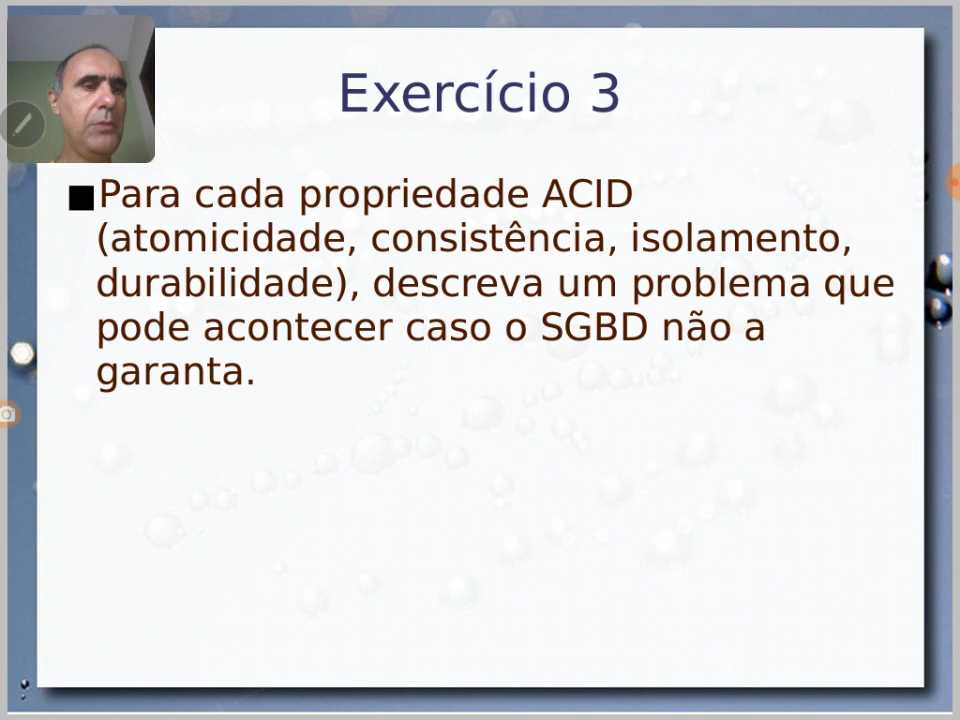 Exercício 3
■Para cada propriedade ACID
(atomicidade, consistência, isolamento,
durabilidade), descreva um problema que
pode acontecer caso o SGBD não a
garanta.